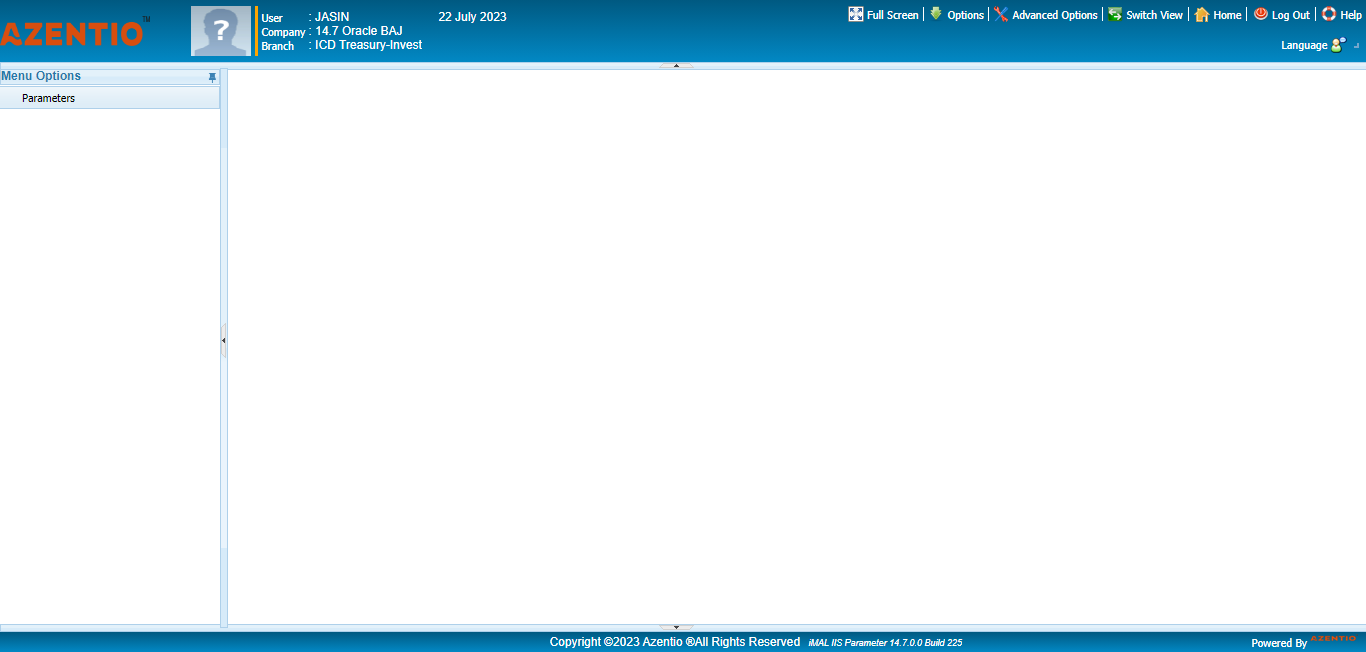 AZENTIO™
User : JASIN 22 July 2023
Company : 14.7 Oracle BAJ
Branch : ICD Treasury-Invest
Full Screen Options Advanced Options Switch View Home Log Out Help
Language
Menu Options
Parameters
Copyright ©2023 Azentio ®All Rights Reserved iMAL IIS Parameter 14.7.0.0 Build 225
Powered By AZENTIO